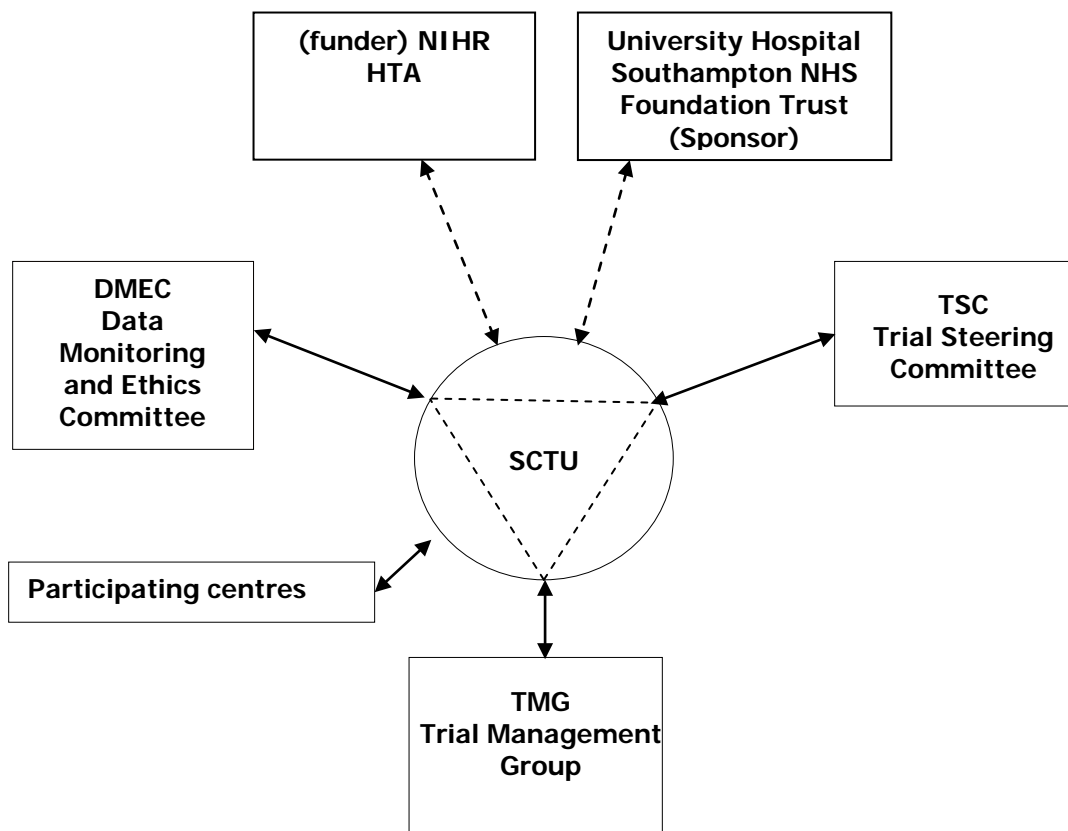 (funder) NIHR
HTA
University Hospital
Southampton NHS
Foundation Trust
(Sponsor)
DMEC
Data
Monitoring
and Ethics
Committee
TSC
Trial Steering
Committee
SCTU
Participating centres
TMG
Trial Management
Group